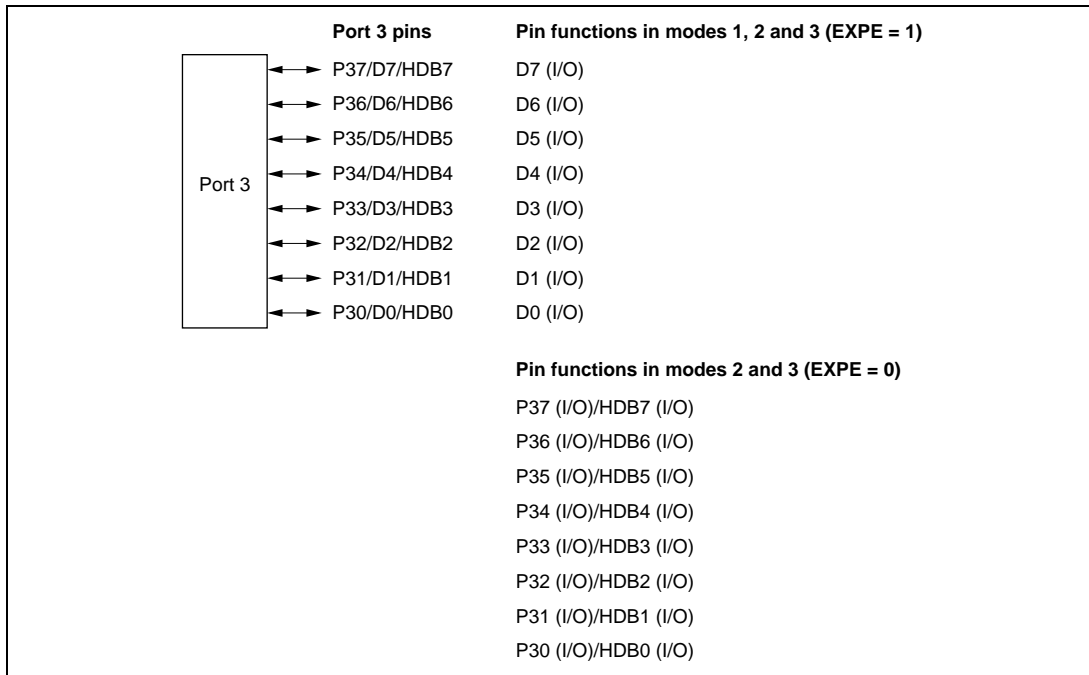 Port 3 pins Pin functions in modes 1, 2 and 3 (EXPE = 1)
P37/D7/HDB7 D7 (I/O)
P36/D6/HDB6 D6 (I/O)
P35/D5/HDB5 D5 (I/O)
P34/D4/HDB4 D4 (I/O)
Port 3
P33/D3/HDB3 D3 (I/O)
P32/D2/HDB2 D2 (I/O)
P31/D1/HDB1 D1 (I/O)
P30/D0/HDB0 D0 (I/O)
Pin functions in modes 2 and 3 (EXPE = 0)
P37 (I/O)/HDB7 (I/O)
P36 (I/O)/HDB6 (I/O)
P35 (I/O)/HDB5 (I/O)
P34 (I/O)/HDB4 (I/O)
P33 (I/O)/HDB3 (I/O)
P32 (I/O)/HDB2 (I/O)
P31 (I/O)/HDB1 (I/O)
P30 (I/O)/HDB0 (I/O)